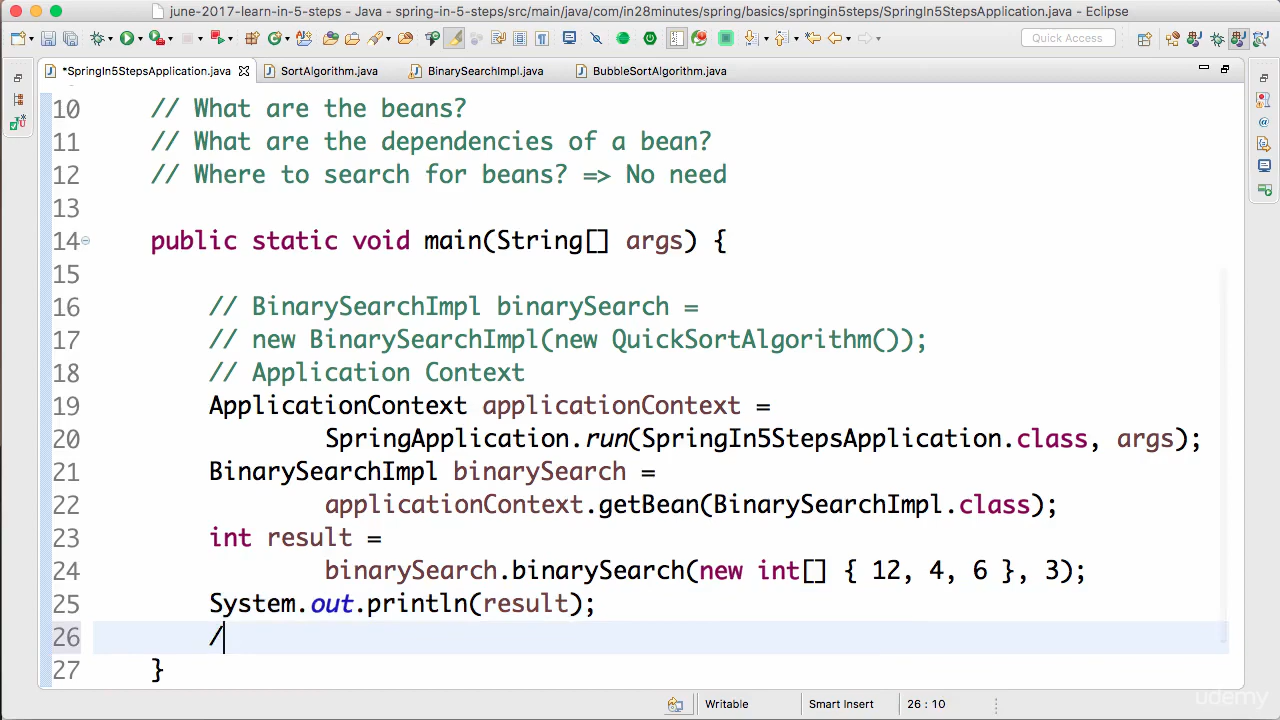 june-2017-learn-in-5-steps - Java - spring-in-5-steps/src/main/java/com/in28minutes/spring/basics/springin5steps/SpringIn5StepsApplication.java - Eclipse
Quick Access
*SpringIn5StepsApplication.java SortAlgorithm.java BinarySearchImpl.java BubbleSortAlgorithm.java
10 // What are the beans?
11 // What are the dependencies of a bean?
12 // Where to search for beans? => No need
13
14 public static void main(String[] args) {
15
16 // BinarySearchImpl binarySearch =
17 // new BinarySearchImpl(new QuickSortAlgorithm());
18 // Application Context
19 ApplicationContext applicationContext =
20 SpringApplication.run(SpringIn5StepsApplication.class, args);
21 BinarySearchImpl binarySearch =
22 applicationContext.getBean(BinarySearchImpl.class);
23 int result =
24 binarySearch.binarySearch(new int[] { 12, 4, 6 }, 3);
25 System.out.println(result);
26 /
27 }
Writable Smart Insert 26 : 10
udemy